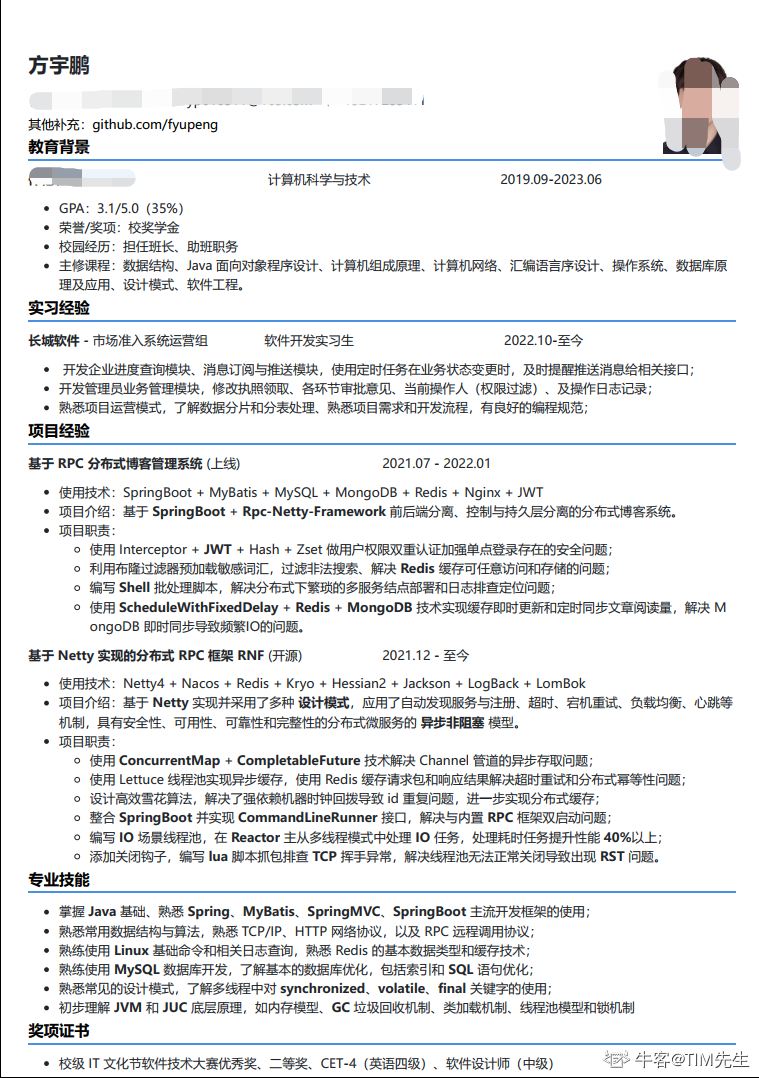 方宇鹏
其他补充：github.com/fyupeng
教育背景
计算机科学与技术 2019.09-2023.06
• GPA：3.1/5.0（35%）
• 荣誉/奖项：校奖学金
• 校园经历：担任班长、助班职务
• 主修课程：数据结构、Java 面向对象程序设计、计算机组成原理、计算机网络、汇编语言序设计、操作系统、数据库原
理及应用、设计模式、软件工程。
实习经验
长城软件 - 市场准入系统运营组 软件开发实习生 2022.10-至今
• 开发企业进度查询模块、消息订阅与推送模块，使用定时任务在业务状态变更时，及时提醒推送消息给相关接口；
• 开发管理员业务管理模块，修改执照领取、各环节审批意见、当前操作人（权限过滤）、及操作日志记录；
• 熟悉项目运营模式，了解数据分片和分表处理、熟悉项目需求和开发流程，有良好的编程规范；
项目经验
基于 RPC 分布式博客管理系统 (上线) 2021.07 - 2022.01
• 使用技术：SpringBoot + MyBatis + MySQL + MongoDB + Redis + Nginx + JWT
• 项目介绍：基于 SpringBoot + Rpc-Netty-Framework 前后端分离、控制与持久层分离的分布式博客系统。
• 项目职责：
◦ 使用 Interceptor + JWT + Hash + Zset 做用户权限双重认证加强单点登录存在的安全问题；
◦ 利用布隆过滤器预加载敏感词汇，过滤非法搜索、解决 Redis 缓存可任意访问和存储的问题；
◦ 编写 Shell 批处理脚本，解决分布式下繁琐的多服务结点部署和日志排查定位问题；
◦ 使用 ScheduleWithFixedDelay + Redis + MongoDB 技术实现缓存即时更新和定时同步文章阅读量，解决 M
ongoDB 即时同步导致频繁IO的问题。
基于 Netty 实现的分布式 RPC 框架 RNF (开源) 2021.12 - 至今
• 使用技术：Netty4 + Nacos + Redis + Kryo + Hessian2 + Jackson + LogBack + LomBok
• 项目介绍：基于 Netty 实现并采用了多种 设计模式，应用了自动发现服务与注册、超时、宕机重试、负载均衡、心跳等
机制，具有安全性、可用性、可靠性和完整性的分布式微服务的 异步非阻塞 模型。
• 项目职责：
◦ 使用 ConcurrentMap + CompletableFuture 技术解决 Channel 管道的异步存取问题；
◦ 使用 Lettuce 线程池实现异步缓存，使用 Redis 缓存请求包和响应结果解决超时重试和分布式幂等性问题；
◦ 设计高效雪花算法，解决了强依赖机器时钟回拨导致 id 重复问题，进一步实现分布式缓存；
◦ 整合 SpringBoot 并实现 CommandLineRunner 接口，解决与内置 RPC 框架双启动问题；
◦ 编写 IO 场景线程池，在 Reactor 主从多线程模式中处理 IO 任务，处理耗时任务提升性能 40%以上；
◦ 添加关闭钩子，编写 lua 脚本抓包排查 TCP 挥手异常，解决线程池无法正常关闭导致出现 RST 问题。
专业技能
• 掌握 Java 基础、熟悉 Spring、MyBatis、SpringMVC、SpringBoot 主流开发框架的使用；
• 熟悉常用数据结构与算法，熟悉 TCP/IP、HTTP 网络协议，以及 RPC 远程调用协议；
• 熟练使用 Linux 基础命令和相关日志查询，熟悉 Redis 的基本数据类型和缓存技术；
• 熟练使用 MySQL 数据库开发，了解基本的数据库优化，包括索引和 SQL 语句优化；
• 熟悉常见的设计模式，了解多线程中对 synchronized、volatile、final 关键字的使用；
• 初步理解 JVM 和 JUC 底层原理，如内存模型、GC 垃圾回收机制、类加载机制、线程池模型和锁机制
奖项证书
• 校级 IT 文化节软件技术大赛优秀奖、二等奖、CET-4（英语四级）、软件设计师（中级）
牛客@TIM先生